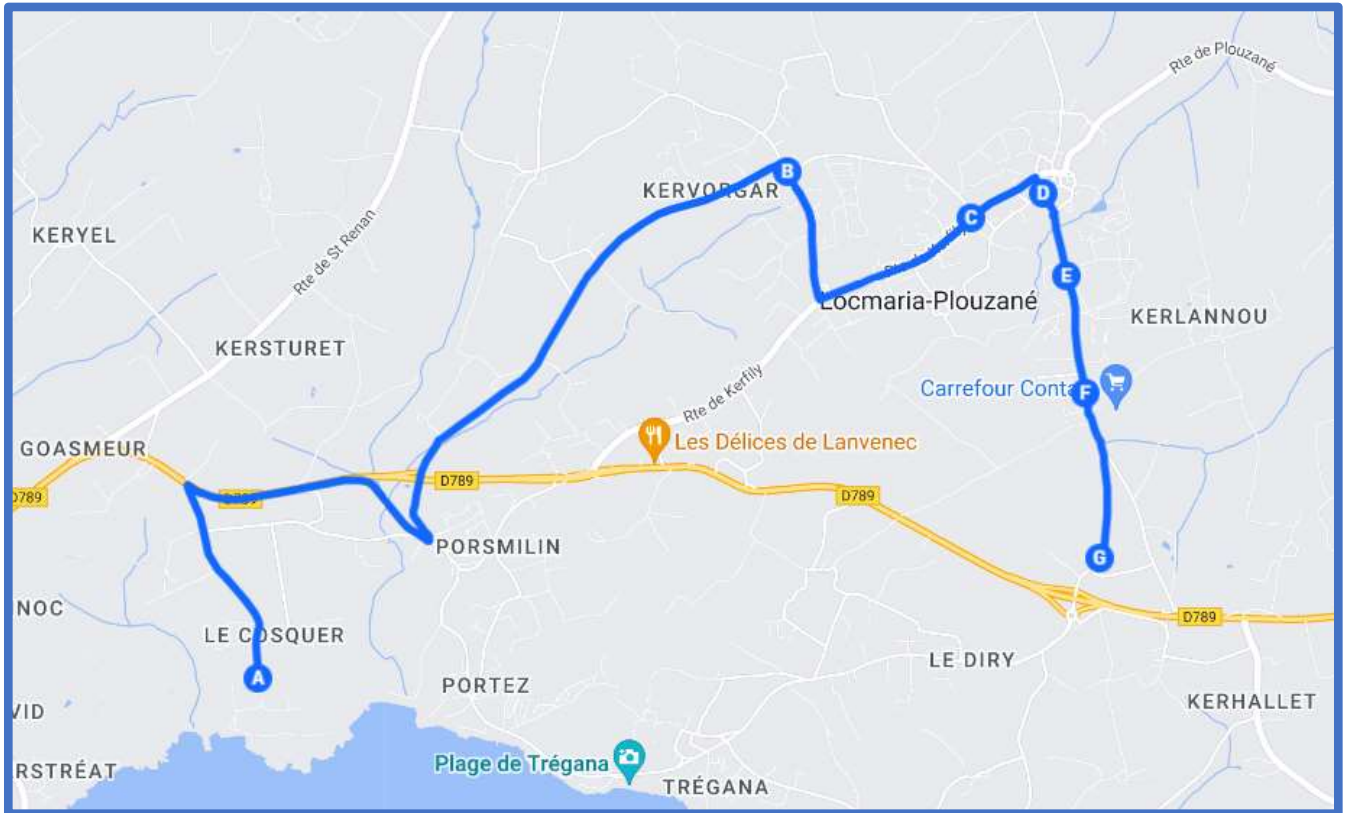 Rte de Plouzané
B
KERVORGAR
D
C
KERYEL
Rte de St Renan
E
Locmaria-Plouzané
KERLANNOU
KERSTURET
Rte de Kerfily
Carrefour Conta
F
GOASMEUR
Les Délices de Lanvenec
D789
D789
D789
PORSMILIN
G
NOC
D789
LE COSQUER
LE DIRY
A
PORTEZ
KERHALLET
VID
Plage de Trégana
RSTRÉAT
TRÉGANA